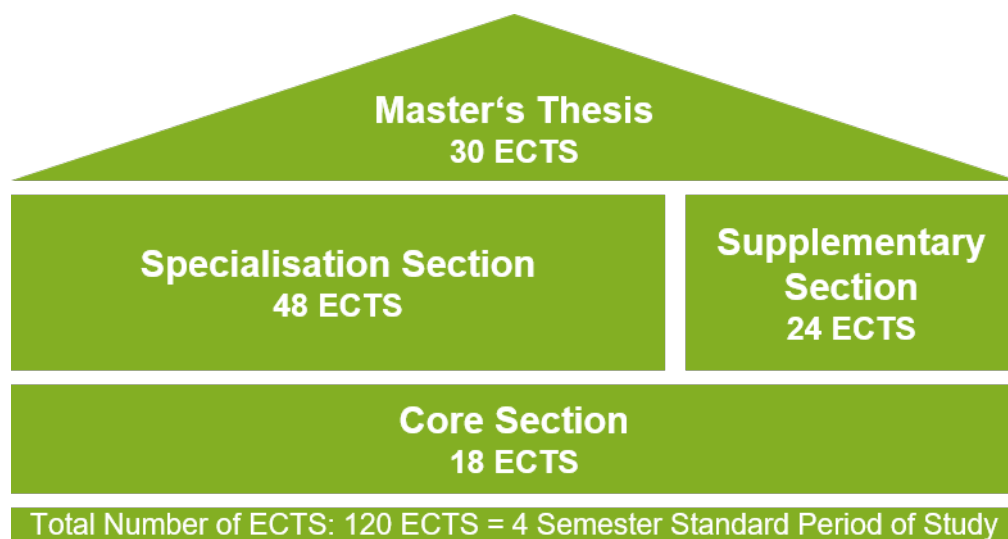 Master‘s Thesis
30 ECTS
Specialisation Section
48 ECTS
Supplementary
Section
24 ECTS
Core Section
18 ECTS
Total Number of ECTS: 120 ECTS = 4 Semester Standard Period of Study